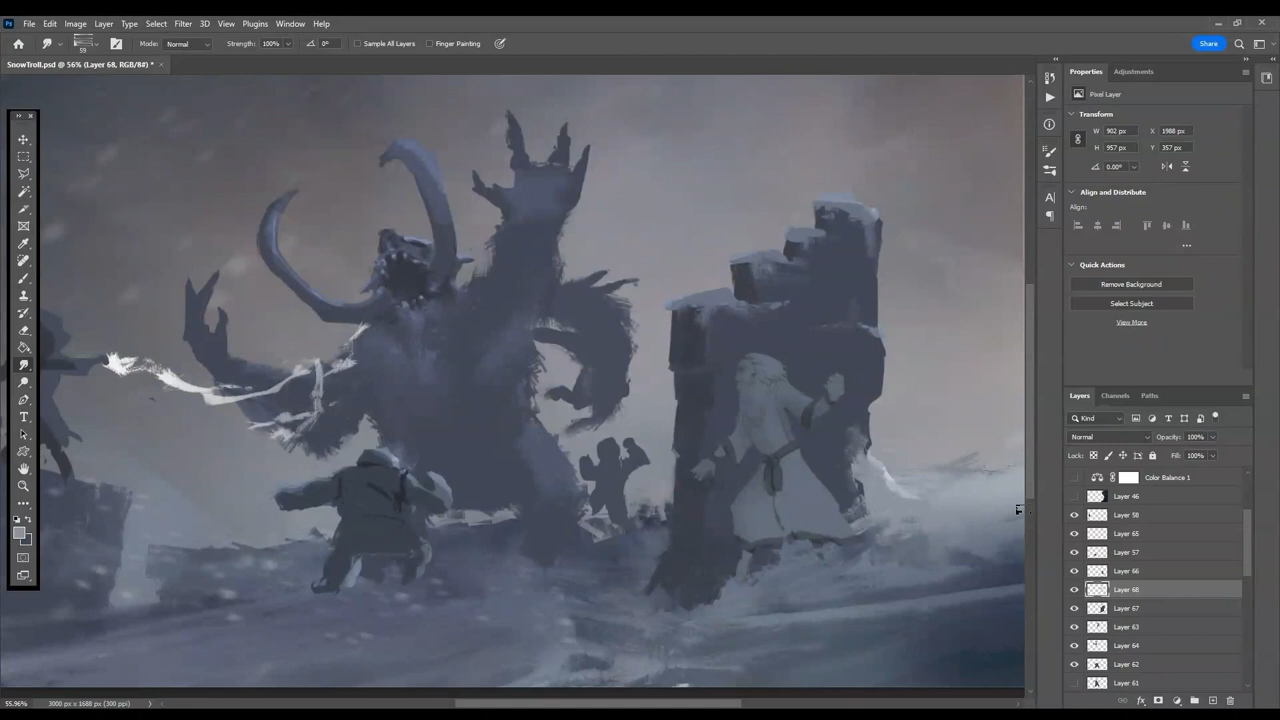 Ps File Edit Image Layer Type Select Filter 3D View Plugins Window Help
59 Mode: Normal Strength: 100% 0° Sample All Layers Finger Painting Share
SnowTroll.psd @ 56% (Layer 68, RGB/8#) * ×
Properties Adjustments
Pixel Layer
Transform
W 902 px X 1988 px
H 957 px Y 357 px
0.00°
Align and Distribute
Align:
Quick Actions
Remove Background
Select Subject
View More
Layers Channels Paths
Kind
Normal Opacity: 100%
Lock: Fill: 100%
Color Balance 1
Layer 46
Layer 58
Layer 65
Layer 57
Layer 66
Layer 68
Layer 67
Layer 63
Layer 64
Layer 62
Layer 61
55.96% 3000 px x 1688 px (300 ppi)